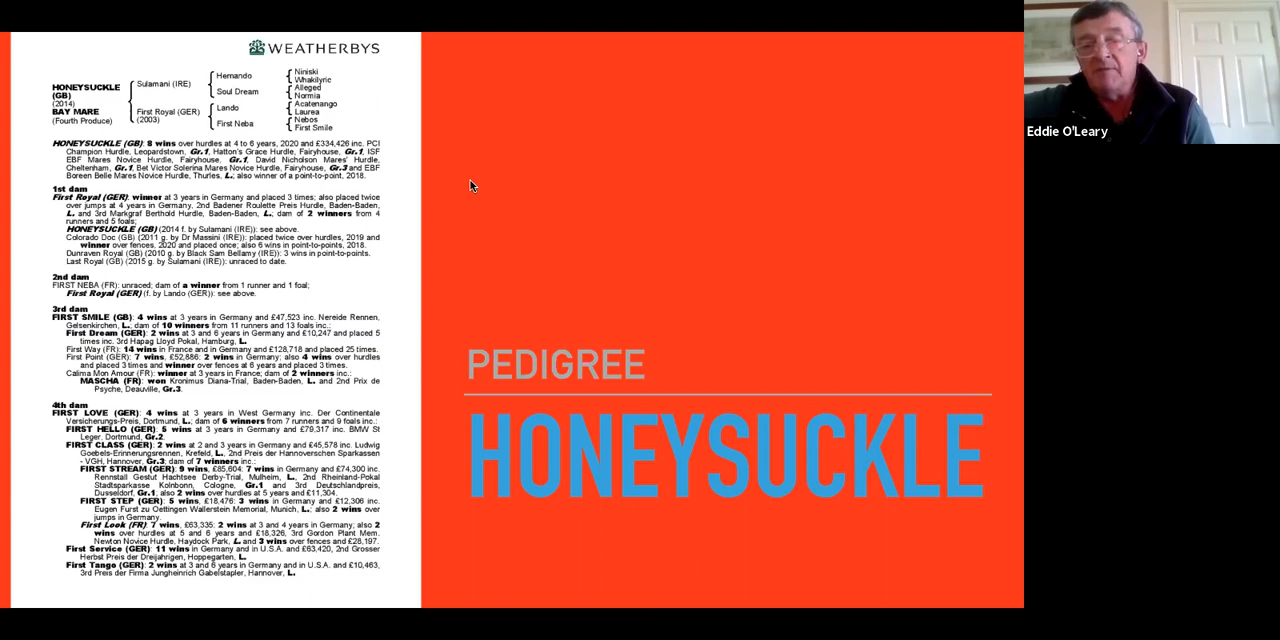 WEATHERBYS
HONEYSUCKLE
(GB)
(2014)
BAY MARE
(Fourth Produce)
Sulamani (IRE)
First Royal (GER)
(2003)
Hernando
Soul Dream
Lando
First Neba
Niniski
Whakilyric
Alleged
Normia
Acatenango
Laurea
Nebos
First Smile
HONEYSUCKLE (GB): 8 wins over hurdles at 4 to 6 years, 2020 and £334,426 inc. PCI
Champion Hurdle, Leopardstown, Gr.1, Hatton's Grace Hurdle, Fairyhouse, Gr.1, ISF
EBF Mares Novice Hurdle, Fairyhouse, Gr.1, David Nicholson Mares' Hurdle,
Cheltenham, Gr.1, Bet Victor Solerina Mares Novice Hurdle, Fairyhouse, Gr.3 and EBF
Boreen Belle Mares Novice Hurdle, Thurles, L.; also winner of a point-to-point, 2018.
1st dam
First Royal (GER): winner at 3 years in Germany and placed 3 times; also placed twice
over jumps at 4 years in Germany, 2nd Badener Roulette Preis Hurdle, Baden-Baden,
L. and 3rd Markgraf Berthold Hurdle, Baden-Baden, L.; dam of 2 winners from 4
runners and 5 foals;
HONEYSUCKLE (GB) (2014 f. by Sulamani (IRE)): see above.
Colorado Doc (GB) (2011 g. by Dr Massini (IRE)): placed twice over hurdles, 2019 and
winner over fences, 2020 and placed once; also 6 wins in point-to-points, 2018.
Dunraven Royal (GB) (2010 g. by Black Sam Bellamy (IRE)): 3 wins in point-to-points.
Last Royal (GB) (2015 g. by Sulamani (IRE)): unraced to date.
2nd dam
FIRST NEBA (FR): unraced; dam of a winner from 1 runner and 1 foal;
First Royal (GER) (f. by Lando (GER)): see above.
3rd dam
FIRST SMILE (GB): 4 wins at 3 years in Germany and £47,523 inc. Nereide Rennen,
Gelsenkirchen, L.; dam of 10 winners from 11 runners and 13 foals inc.:
First Dream (GER): 2 wins at 3 and 6 years in Germany and £10,247 and placed 5
times inc. 3rd Hapag Lloyd Pokal, Hamburg, L.
First Way (FR): 14 wins in France and in Germany and £128,718 and placed 25 times.
First Point (GER): 7 wins, £52,886: 2 wins in Germany; also 4 wins over hurdles
and placed 3 times and winner over fences at 6 years and placed 3 times.
Calima Mon Amour (FR): winner at 3 years in France; dam of 2 winners inc.:
MASCHA (FR): won Kronimus Diana-Trial, Baden-Baden, L. and 2nd Prix de
Psyche, Deauville, Gr.3.
4th dam
FIRST LOVE (GER): 4 wins at 3 years in West Germany inc. Der Continentale
Versicherungs-Preis, Dortmund, L.; dam of 6 winners from 7 runners and 9 foals inc.:
FIRST HELLO (GER): 5 wins at 3 years in Germany and £79,317 inc. BMW St
Leger, Dortmund, Gr.2.
FIRST CLASS (GER): 2 wins at 2 and 3 years in Germany and £45,578 inc. Ludwig
Goebels-Erinnerungsrennen, Krefeld, L., 2nd Preis der Hannoverschen Sparkassen
- VGH, Hannover, Gr.3; dam of 7 winners inc.:
FIRST STREAM (GER): 9 wins, £85,604: 7 wins in Germany and £74,300 inc.
Rennstall Gestut Hachtsee Derby-Trial, Mulheim, L., 2nd Rheinland-Pokal
Stadtsparkasse Kolnbonn, Cologne, Gr.1 and 3rd Deutschlandpreis,
Dusseldorf, Gr.1; also 2 wins over hurdles at 5 years and £11,304.
FIRST STEP (GER): 5 wins, £18,476: 3 wins in Germany and £12,306 inc.
Eugen Furst zu Oettingen Wallerstein Memorial, Munich, L.; also 2 wins over
jumps in Germany.
First Look (FR): 7 wins, £63,335: 2 wins at 3 and 4 years in Germany; also 2
wins over hurdles at 5 and 6 years and £18,326, 3rd Gordon Plant Mem.
Newton Novice Hurdle, Haydock Park, L. and 3 wins over fences and £28,197.
First Service (GER): 11 wins in Germany and in U.S.A. and £63,420, 2nd Grosser
Herbst Preis der Dreijahrigen, Hoppegarten, L.
First Tango (GER): 2 wins at 3 and 6 years in Germany and in U.S.A. and £10,463,
3rd Preis der Firma Jungheinrich Gabelstapler, Hannover, L.
PEDIGREE
HONEYSUCKLE
Eddie O'Leary